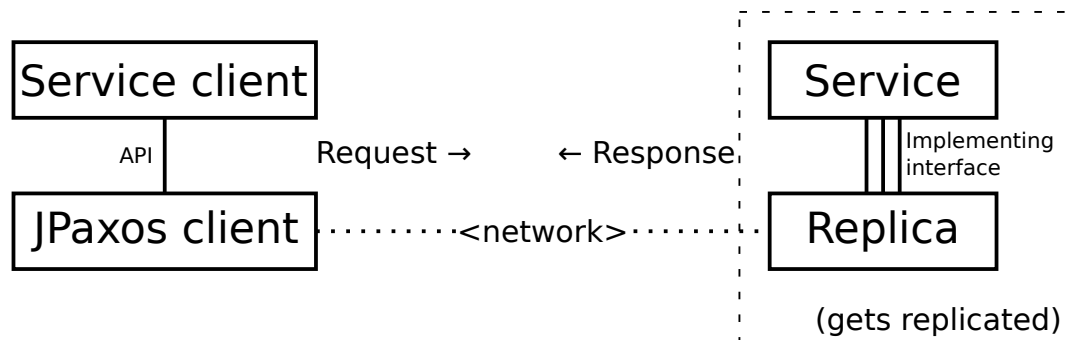 Service client
Service
API
Request →
← Response
Implementing
interface
JPaxos client
<network>
Replica
(gets replicated)